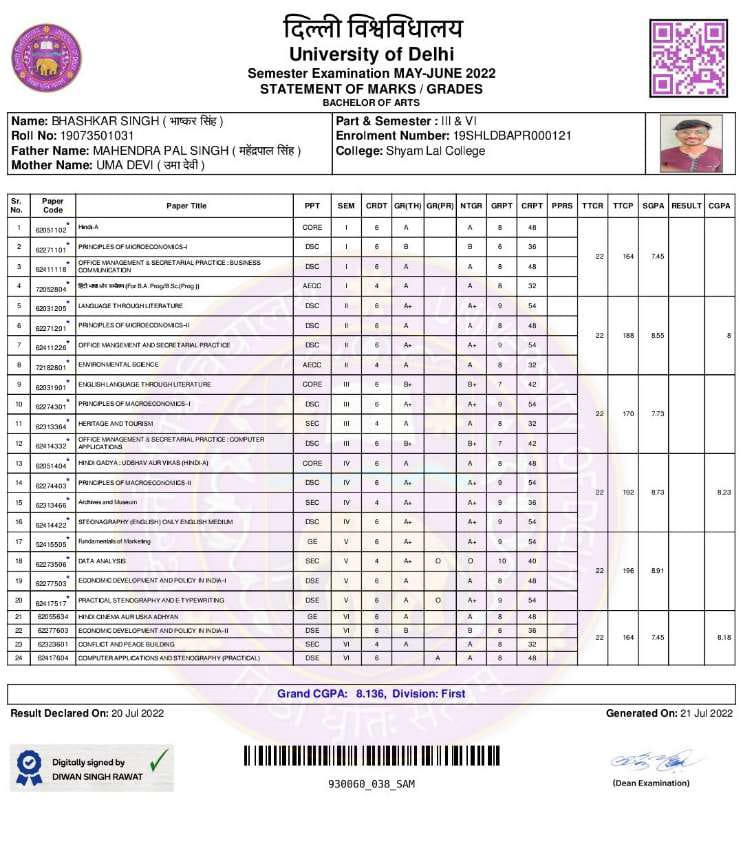 दिल्ली विश्वविधालय
University of Delhi
Semester Examination MAY-JUNE 2022
STATEMENT OF MARKS / GRADES
BACHELOR OF ARTS
Name: BHASHKAR SINGH ( भाष्कर सिंह )
Roll No: 19073501031
Father Name: MAHENDRA PAL SINGH ( महेंद्रपाल सिंह )
Mother Name: UMA DEVI ( उमा देवी )
Part & Semester : III & VI
Enrolment Number: 19SHLDBAPR000121
College: Shyam Lal College
Sr. No. Paper Code Paper Title PPT SEM CRDT GR(TH) GR(PR) NTGR GRPT CRPT PPRS TTCR TTCP SGPA RESULT CGPA
1 62051102 * Hindi-A CORE I 6 A A 8 48
2 62271101 * PRINCIPLES OF MICROECONOMICS-I DSC I 6 B B 6 36
3 62411118 * OFFICE MANAGEMENT & SECRETARIAL PRACTICE : BUSINESS COMMUNICATION DSC I 6 A A 8 48
4 72052804 * हिंदी भाषा और सम्प्रेषण (For B.A. Prog/B.Sc.(Prog )) AECC I 4 A A 8 32
22 164 7.45
5 62031205 * LANGUAGE THROUGH LITERATURE DSC II 6 A+ A+ 9 54
6 62271201 * PRINCIPLES OF MICROECONOMICS-II DSC II 6 A A 8 48
7 62411226 * OFFICE MANGEMENT AND SECRETARIAL PRACTICE DSC II 6 A+ A+ 9 54
8 72182801 * ENVIRONMENTAL SCIENCE AECC II 4 A A 8 32
22 188 8.55 8
9 62031901 * ENGLISH LANGUAGE THROUGH LITERATURE CORE III 6 B+ B+ 7 42
10 62274301 * PRINCIPLES OF MACROECONOMICS-I DSC III 6 A+ A+ 9 54
11 62313364 * HERITAGE AND TOURISM SEC III 4 A A 8 32
12 62414332 * OFFICE MANAGEMENT & SECRETARIAL PRACTICE : COMPUTER APPLICATIONS DSC III 6 B+ B+ 7 42
22 170 7.73
13 62051404 * HINDI GADYA : UDBHAV AUR VIKAS (HINDI-A) CORE IV 6 A A 8 48
14 62274403 * PRINCIPLES OF MACROECONOMICS-II DSC IV 6 A+ A+ 9 54
15 62313466 * Archives and Museum SEC IV 4 A+ A+ 9 36
16 62414422 * STEGNAGRAPHY (ENGLISH) ONLY ENGLISH MEDIUM DSC IV 6 A+ A+ 9 54
22 192 8.73 8.23
17 62415505 * Fundamentals of Marketing GE V 6 A+ A+ 9 54
18 62273506 * DATA ANALYSIS SEC V 4 A+ O O 10 40
19 62277503 * ECONOMIC DEVELOPMENT AND POLICY IN INDIA-I DSE V 6 A A 8 48
20 62417517 * PRACTICAL STENOGRAPHY AND E TYPEWRITING DSE V 6 A O A+ 9 54
22 196 8.91
21 62055634 HINDI CINEMA AUR USKA ADHYAN GE VI 6 A A 8 48
22 62277603 ECONOMIC DEVELOPMENT AND POLICY IN INDIA-II DSE VI 6 B B 6 36
23 62323601 CONFLICT AND PEACE BUILDING SEC VI 4 A A 8 32
24 62417604 COMPUTER APPLICATIONS AND STENOGRAPHY (PRACTICAL) DSE VI 6 A A 8 48
22 164 7.45 8.18
Grand CGPA: 8.136, Division: First
Result Declared On: 20 Jul 2022
Generated On: 21 Jul 2022
Digitally signed by
DIWAN SINGH RAWAT
930060_038_SAM
(Dean Examination)